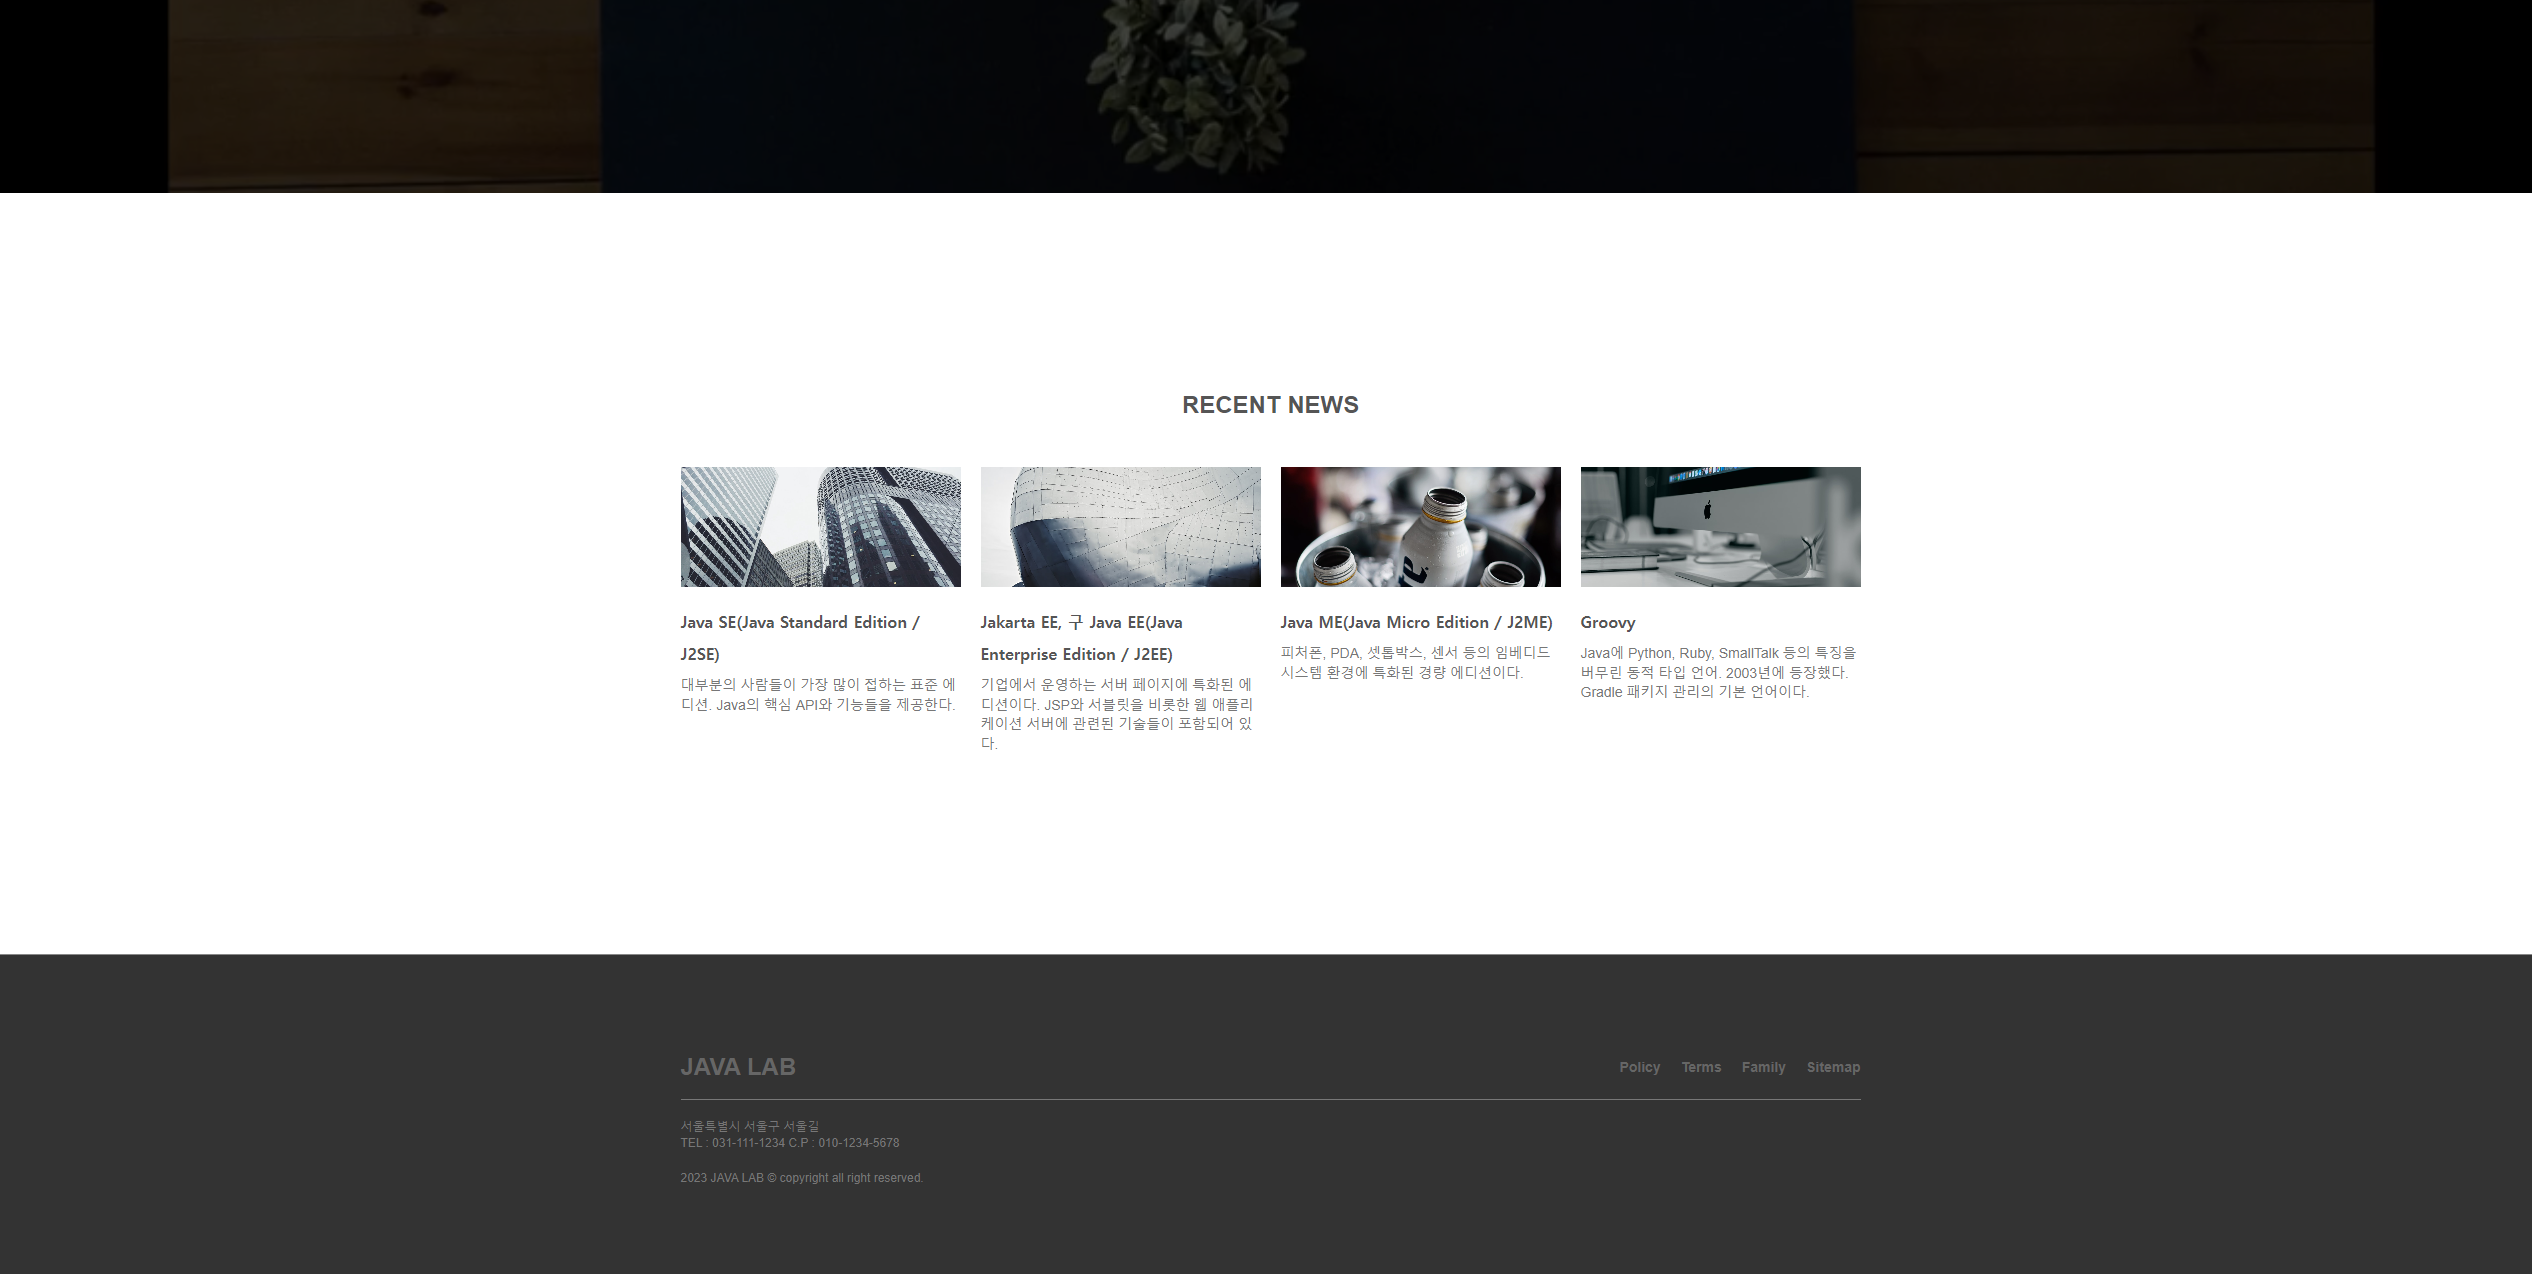 RECENT NEWS
Java SE(Java Standard Edition /
J2SE)
대부분의 사람들이 가장 많이 접하는 표준 에
디션. Java의 핵심 API와 기능들을 제공한다.
Jakarta EE, 구 Java EE(Java
Enterprise Edition / J2EE)
기업에서 운영하는 서버 페이지에 특화된 에
디션이다. JSP와 서블릿을 비롯한 웹 애플리
케이션 서버에 관련된 기술들이 포함되어 있
다.
Java ME(Java Micro Edition / J2ME)
피처폰, PDA, 셋톱박스, 센서 등의 임베디드
시스템 환경에 특화된 경량 에디션이다.
Groovy
Java에 Python, Ruby, SmallTalk 등의 특징을
버무린 동적 타입 언어. 2003년에 등장했다.
Gradle 패키지 관리의 기본 언어이다.
JAVA LAB
Policy Terms Family Sitemap
서울특별시 서울구 서울길
TEL : 031-111-1234 C.P : 010-1234-5678
2023 JAVA LAB © copyright all right reserved.